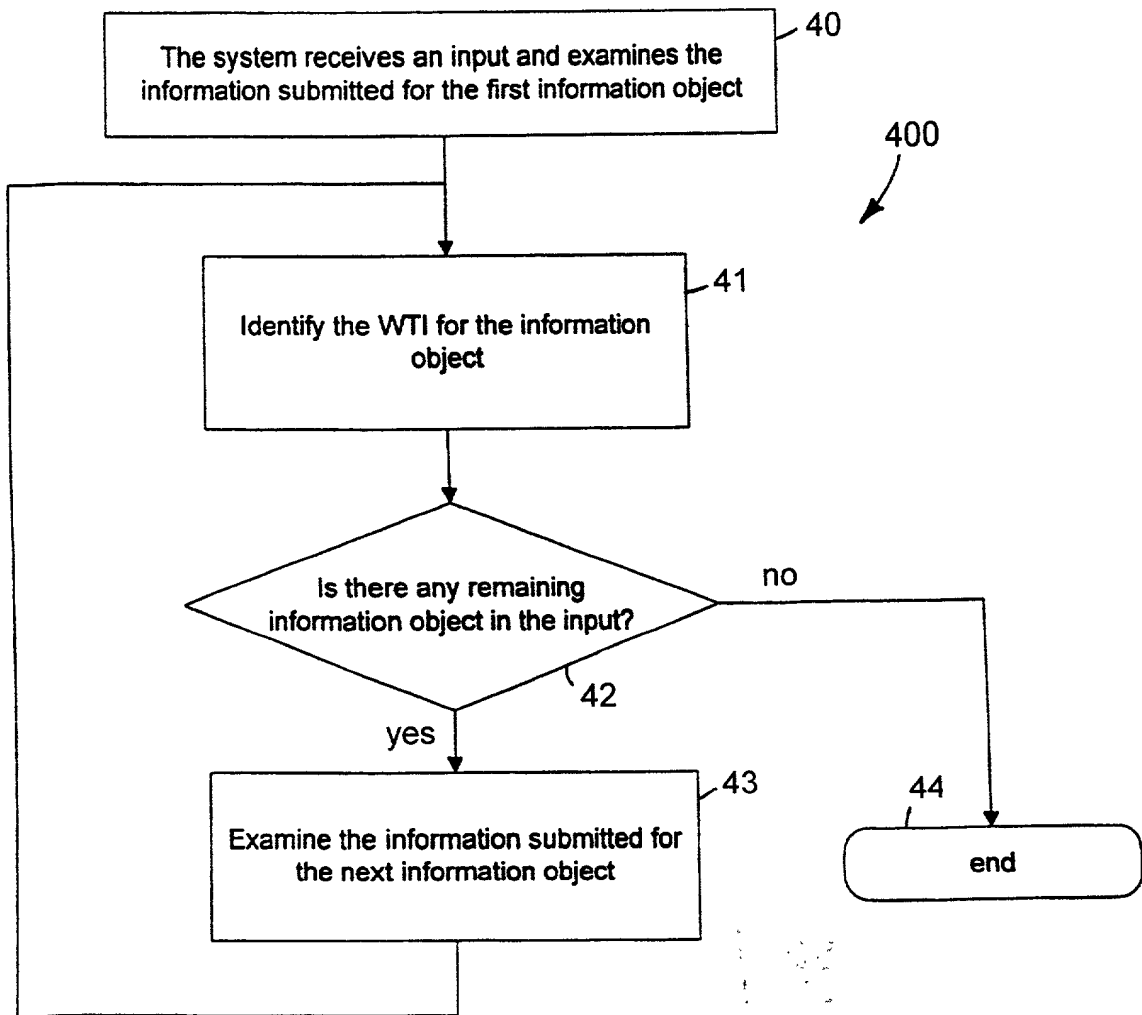 40
The system receives an input and examines the
information submitted for the first information object
400
41
Identify the WTI for the information
object
Is there any remaining
information object in the input?
no
42
yes
43
Examine the information submitted for
the next information object
44
end